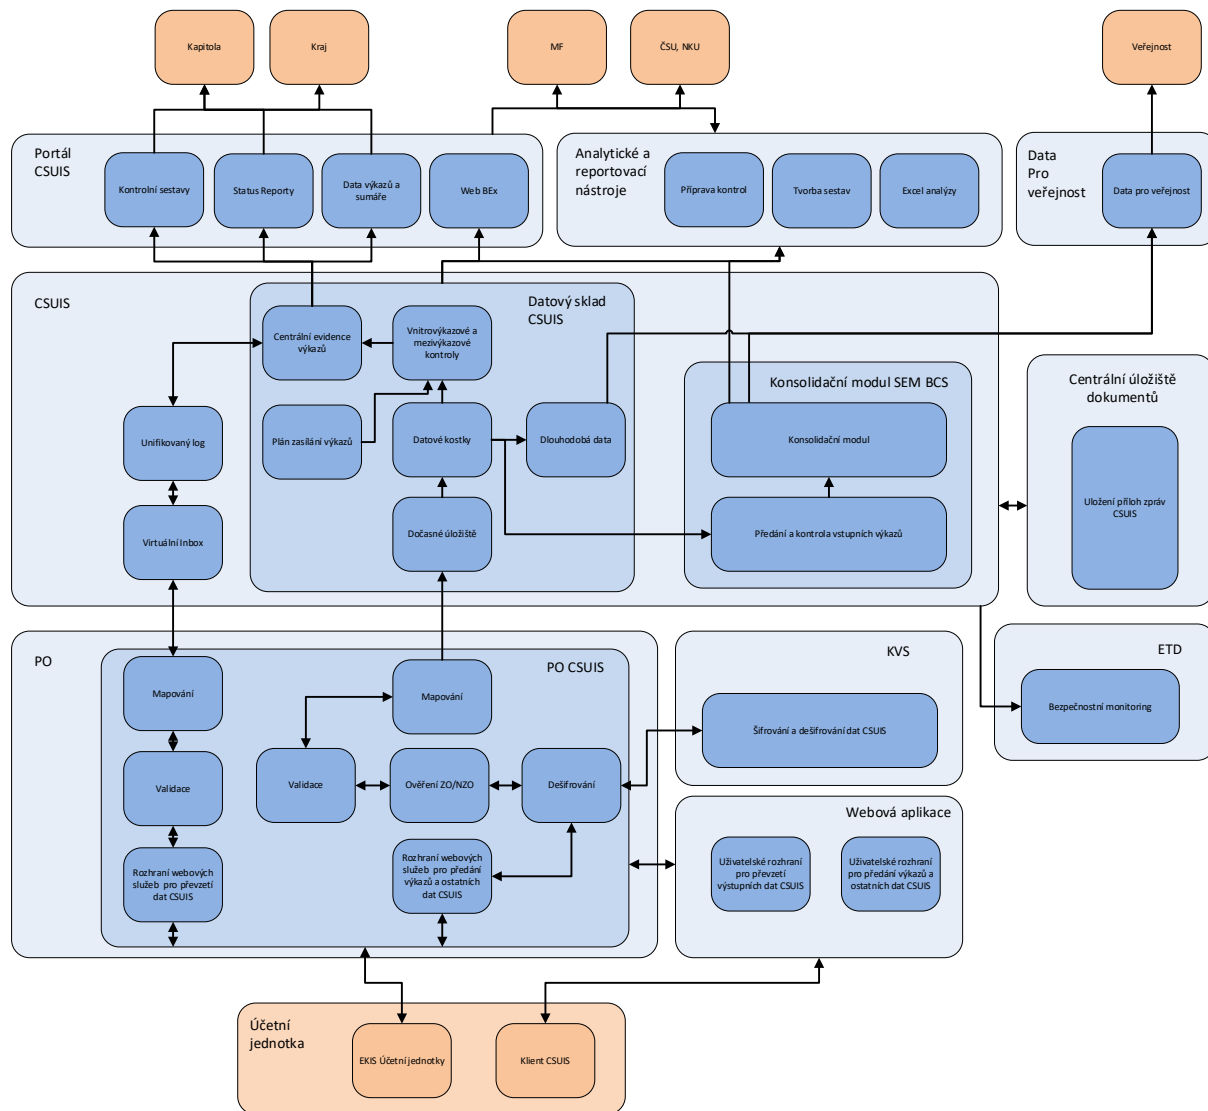 Kapitola
Kraj
MF
ČSU, NKU
Veřejnost
Portál
CSUIS
Kontrolní sestavy
Status Reporty
Data výkazů a
sumáře
Web BEx
Analytické a
reportovací
nástroje
Příprava kontrol
Tvorba sestav
Excel analýzy
Data
Pro
veřejnost
Data pro veřejnost
CSUIS
Datový sklad
CSUIS
Centrální evidence
výkazů
Vnitrovýkazové a
mezivýkazové
kontroly
Unifikovaný log
Plán zasílání výkazů
Datové kostky
Dlouhodobá data
Virtuální Inbox
Dočasné úložiště
Konsolidační modul SEM BCS
Konsolidační modul
Předání a kontrola vstupních výkazů
Centrální úložiště
dokumentů
Uložení příloh zpráv
CSUIS
PO
PO CSUIS
Mapování
Mapování
Validace
Validace
Ověření ZO/NZO
Dešifrování
Rozhraní webových
služeb pro převzetí
dat CSUIS
Rozhraní webových
služeb pro předání
výkazů a ostatních
dat CSUIS
KVS
Šifrování a dešifrování dat CSUIS
ETD
Bezpečnostní monitoring
Webová aplikace
Uživatelské rozhraní
pro převzetí
výstupních dat CSUIS
Uživatelské rozhraní
pro předání výkazů a
ostatních dat CSUIS
Účetní
jednotka
EKIS Účetní jednotky
Klient CSUIS